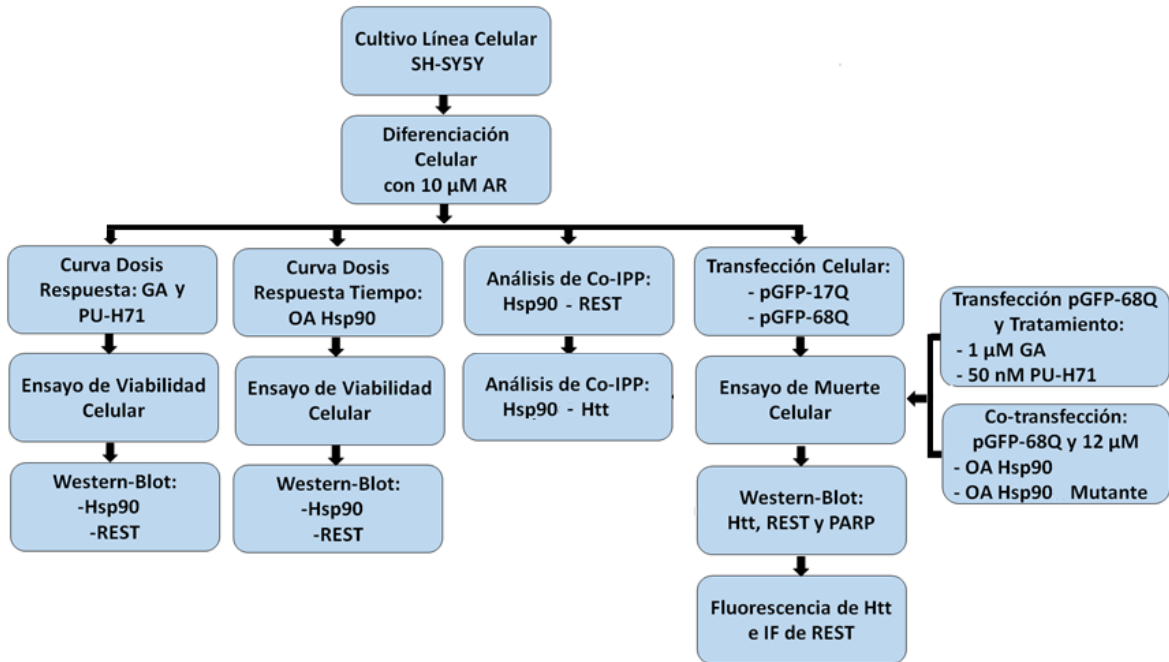 Cultivo Línea Celular
SH-SY5Y
Diferenciación
Celular
con 10 µM AR
Curva Dosis
Respuesta: GA y
PU-H71
Ensayo de Viabilidad
Celular
Western-Blot:
-Hsp90
-REST
Curva Dosis
Respuesta Tiempo:
OA Hsp90
Ensayo de Viabilidad
Celular
Western-Blot:
-Hsp90
-REST
Análisis de Co-IPP:
Hsp90 - REST
Análisis de Co-IPP:
Hsp90 - Htt
Transfección Celular:
- pGFP-17Q
- pGFP-68Q
Ensayo de Muerte
Celular
Western-Blot:
Htt, REST y PARP
Fluorescencia de Htt
e IF de REST
Transfección pGFP-68Q
y Tratamiento:
- 1 µM GA
- 50 nM PU-H71
Co-transfección:
pGFP-68Q y 12 µM
- OA Hsp90
- OA Hsp90 Mutante